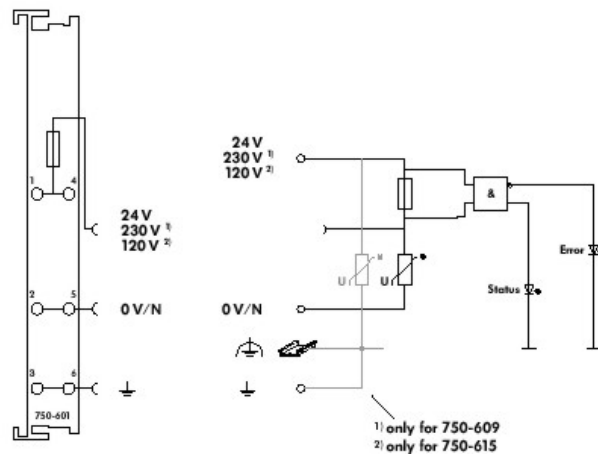 1 4
24 V
230 V 1)
120 V 2)
2 5
0 V/N
3 6
750-601
24 V
230 V 1)
120 V 2)
&
U
U
Error
Status
0 V/N
1) only for 750-609
2) only for 750-615